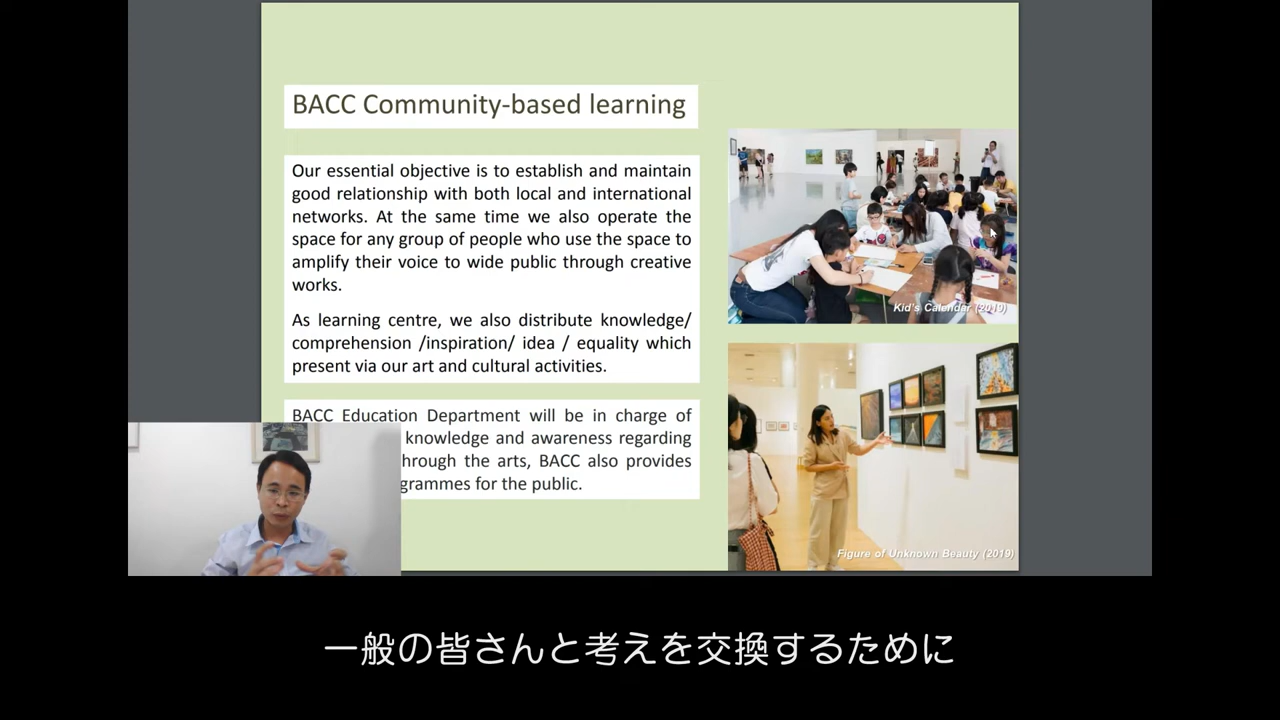 BACC Community-based learning
Our essential objective is to establish and maintain
good relationship with both local and international
networks. At the same time we also operate the
space for any group of people who use the space to
amplify their voice to wide public through creative
works.
As learning centre, we also distribute knowledge/
comprehension /inspiration/ idea / equality which
present via our art and cultural activities.
BACC Education Department will be in charge of
knowledge and awareness regarding
hrough the arts, BACC also provides
grammes for the public.
Kid's Calendar (2019)
Figure of Unknown Beauty (2019)
一般の皆さんと考えを交換するために